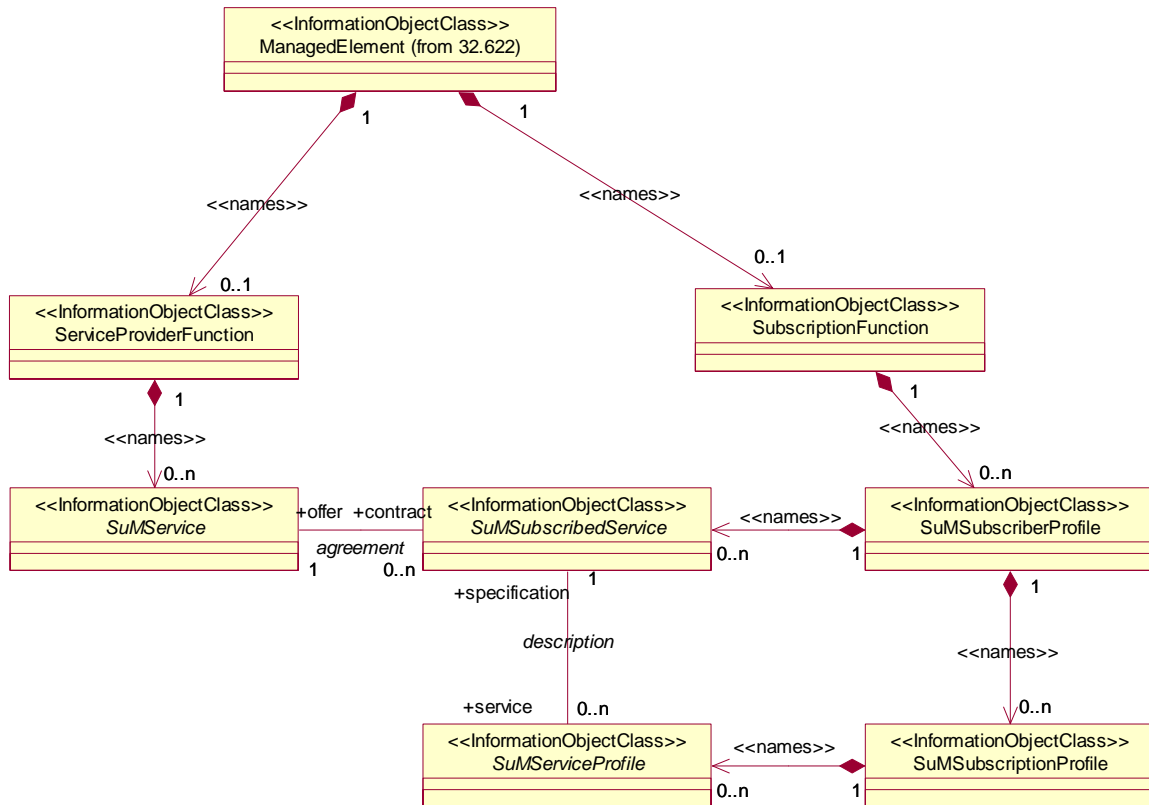 <<InformationObjectClass>>
ManagedElement (from 32.622)
1
1
<<names>>
<<names>>
0..1
0..1
<<InformationObjectClass>>
ServiceProviderFunction
<<InformationObjectClass>>
SubscriptionFunction
1
1
<<names>>
<<names>>
0..n
0..n
<<InformationObjectClass>>
SuMService
+offer +contract
agreement
1
0..n
<<InformationObjectClass>>
SuMSubscribedService
<<names>>
0..n
1
<<InformationObjectClass>>
SuMSubscriberProfile
1
+specification
description
+service
0..n
1
<<names>>
0..n
<<InformationObjectClass>>
SuMServiceProfile
<<names>>
0..n
1
<<InformationObjectClass>>
SuMSubscriptionProfile